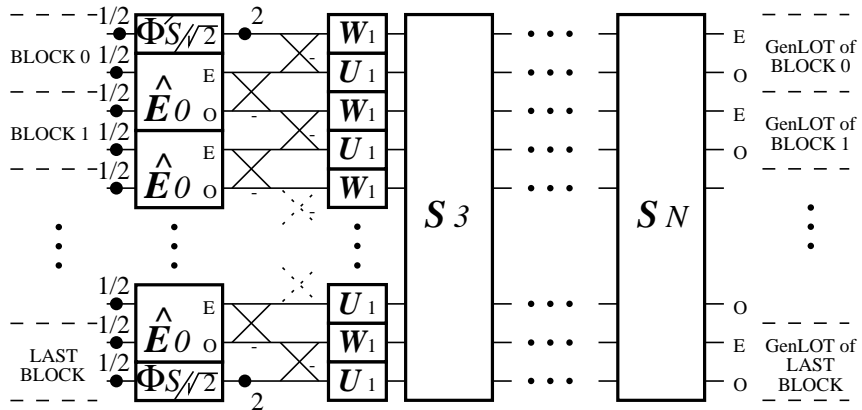 -1/2 ΦS/√2 2 W1 GenLOT of BLOCK 0
BLOCK 0 1/2 E - U1 E
-1/2 Ê0 O - W1 O
BLOCK 1 1/2 E - U1 E GenLOT of BLOCK 1
-1/2 Ê0 O - W1 O
- S3 SN
1/2 E U1 O
-1/2 Ê0 O - W1 E GenLOT of LAST BLOCK
LAST BLOCK 1/2 ΦS/√2 2 - U1 O